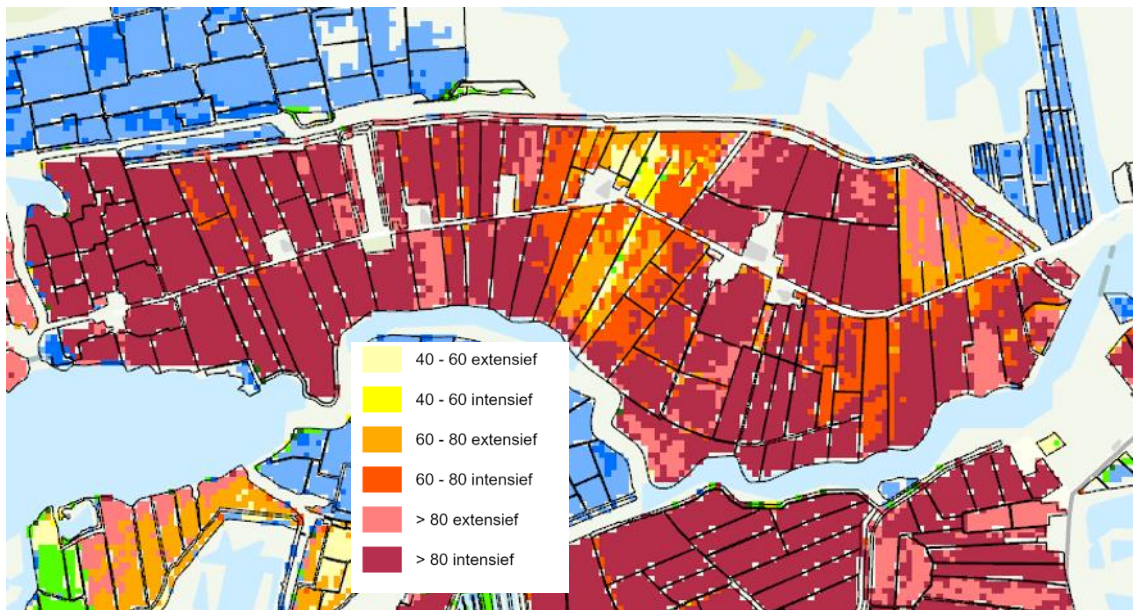 40 - 60 extensief
40 - 60 intensief
60 - 80 extensief
60 - 80 intensief
> 80 extensief
> 80 intensief